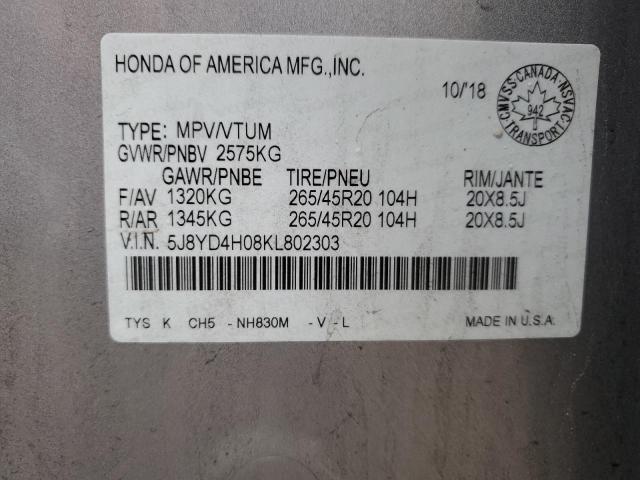 HONDA OF AMERICA MFG.,INC.
10/'18
CMVSS·CANADA·NSVAC
942
TRANSPORT
TYPE: MPV/VTUM
GVWR/PNBV 2575KG
GAWR/PNBE TIRE/PNEU RIM/JANTE
F/AV 1320KG 265/45R20 104H 20X8.5J
R/AR 1345KG 265/45R20 104H 20X8.5J
V.I.N. 5J8YD4H08KL802303
TYS K CH5 - NH830M - V - L MADE IN U.S.A.